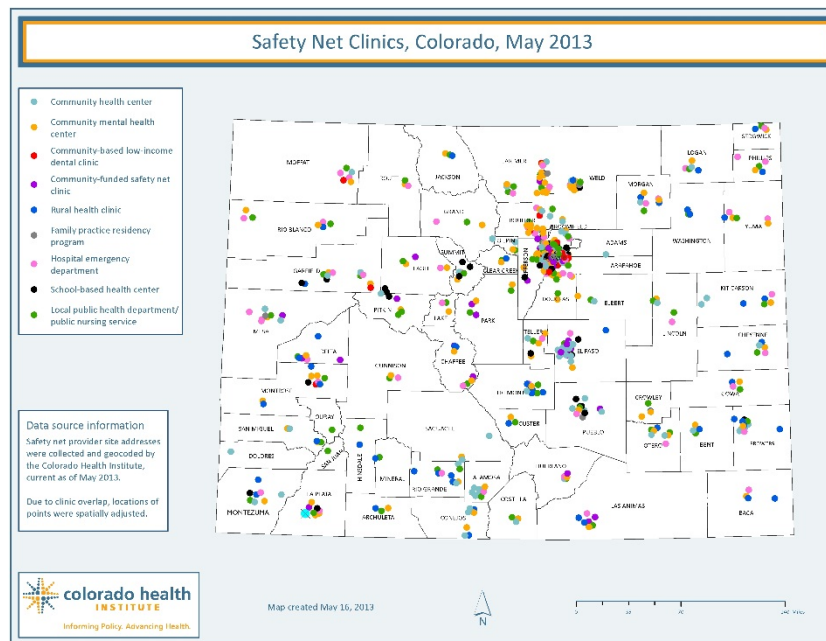 Safety Net Clinics, Colorado, May 2013
Community health center
Community mental health
center
Community-based low-income
dental clinic
Community-funded safety net
clinic
Rural health clinic
Family practice residency
program
Hospital emergency
department
School-based health center
Local public health department/
public nursing service
MOFFAT
JACKSON
WELD
LOGAN
SEDGWICK
PHILLIPS
MORGAN
RIO BLANCO
GRAND
ADAMS
WASHINGTON
YUMA
SUMMIT
CLEAR CREEK
JEFFERSON
ARAPAHOE
GARFIELD
EAGLE
DOUGLAS
ELBERT
KIT CARSON
MESA
PITKIN
LAKE
PARK
LINCOLN
TELLER
EL PASO
CHEYENNE
DELTA
GUNNISON
CHAFFEE
FREMONT
MONTROSE
CROWLEY
KIOWA
OURAY
SAN MIGUEL
SAGUACHE
CUSTER
PUEBLO
OTERO
BENT
PROWERS
DOLORES
SAN JUAN
HINSDALE
MINERAL
RIO GRANDE
ALAMOSA
HUERFANO
MONTEZUMA
LA PLATA
ARCHULETA
CONEJOS
COSTILLA
LAS ANIMAS
BACA
Data source information
Safety net provider site addresses
were collected and geocoded by
the Colorado Health Institute,
current as of May 2013.
Due to clinic overlap, locations of
points were spatially adjusted.
colorado health
INSTITUTE
Informing Policy. Advancing Health.
Map created May 16, 2013
N